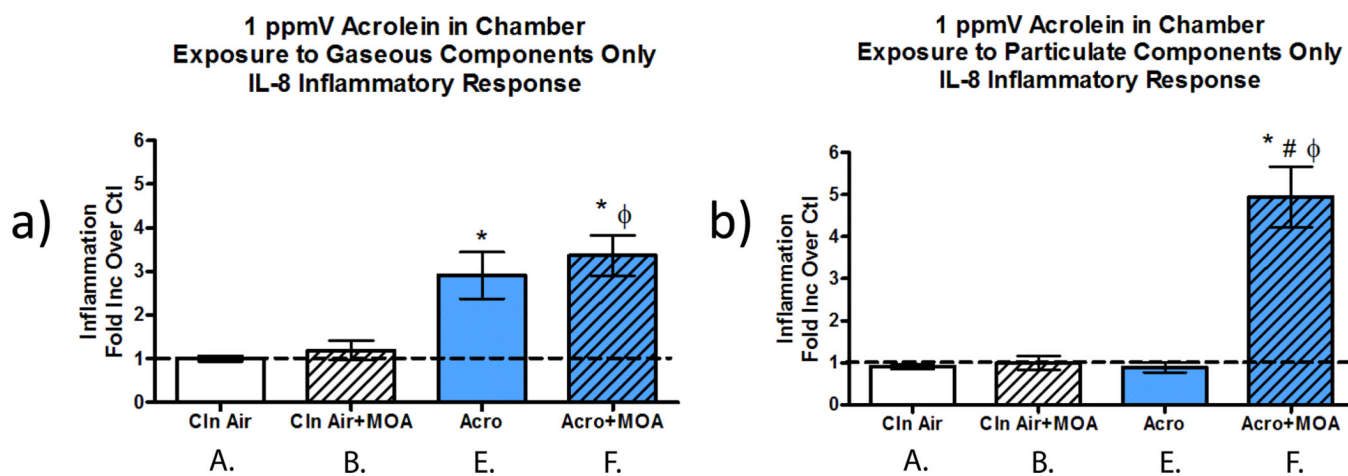 1 ppmV Acrolein in Chamber
Exposure to Gaseous Components Only
IL-8 Inflammatory Response
a)
Inflammation
Fold Inc Over Ctl
6
5
4
3
2
1
0
*
* ϕ
Cln Air
Cln Air+MOA
Acro
Acro+MOA
A.
B.
E.
F.
1 ppmV Acrolein in Chamber
Exposure to Particulate Components Only
IL-8 Inflammatory Response
b)
Inflammation
Fold Inc Over Ctl
6
5
4
3
2
1
0
* # ϕ
Cln Air
Cln Air+MOA
Acro
Acro+MOA
A.
B.
E.
F.